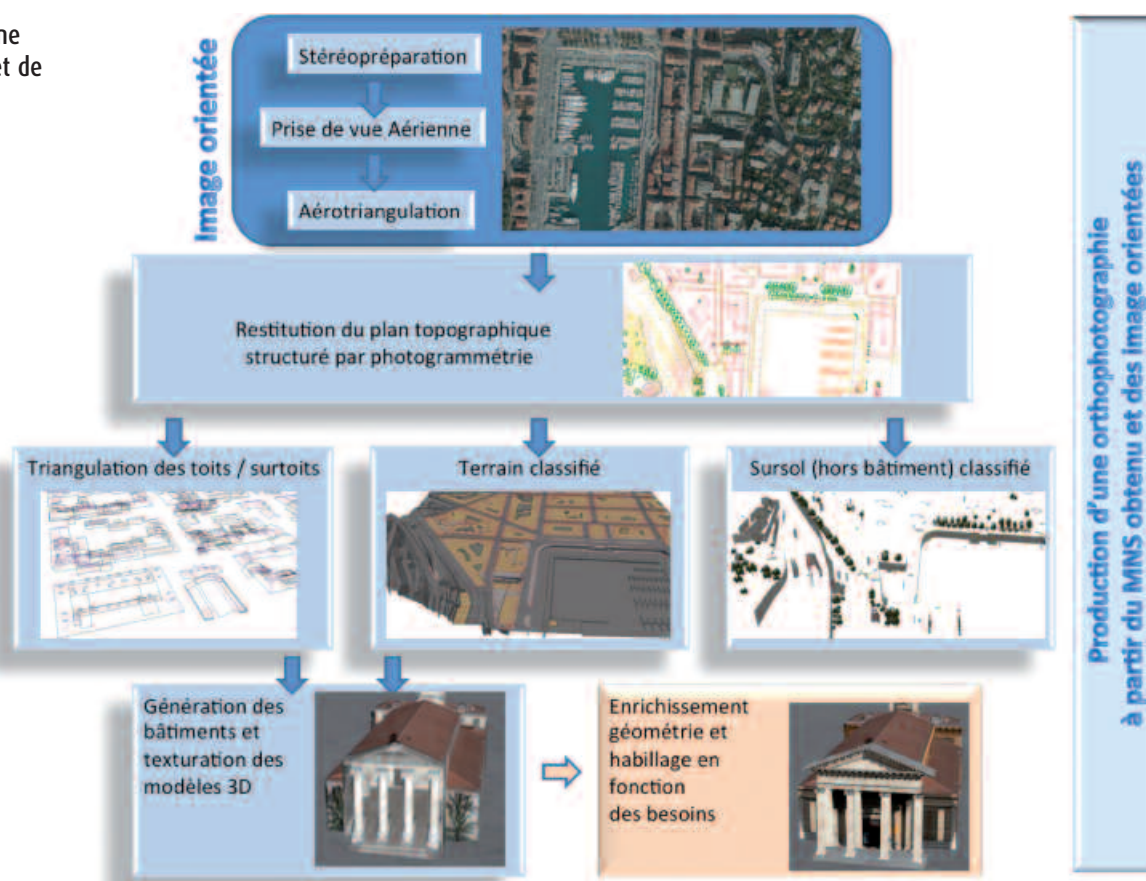 ne
et de
Image orientée
Stéréopréparation
Prise de vue Aérienne
Aérotriangulation
Restitution du plan topographique
structuré par photogrammétrie
Triangulation des toits / surtoits
Terrain classifié
Sursol (hors bâtiment) classifié
Génération des
bâtiments et
texturation des
modèles 3D
Enrichissement
géométrie et
habillage en
fonction
des besoins
Production d'une orthophotographie
à partir du MNS obtenu et des image orientées